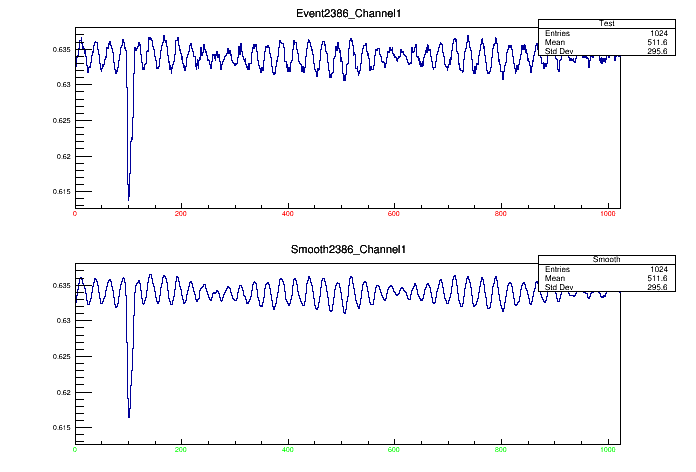 Event2386_Channel1
Test
Entries 1024
Mean 511.6
Std Dev 295.6
0.635
0.63
0.625
0.62
0.615
0 200 400 600 800 1000
Smooth2386_Channel1
Smooth
Entries 1024
Mean 511.6
Std Dev 295.6
0.635
0.63
0.625
0.62
0.615
0 200 400 600 800 1000